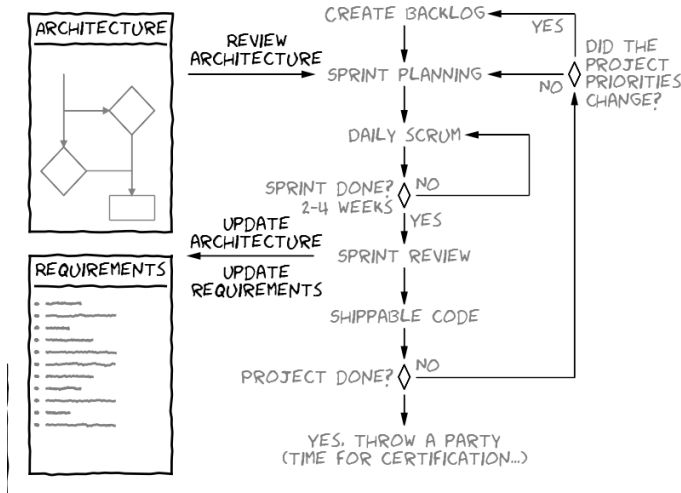 ARCHITECTURE
REVIEW
ARCHITECTURE
CREATE BACKLOG
YES
DID THE
PROJECT
PRIORITIES
CHANGE?
SPRINT PLANNING
NO
DAILY SCRUM
SPRINT DONE?
2-4 WEEKS
NO
YES
UPDATE
ARCHITECTURE
UPDATE
REQUIREMENTS
SPRINT REVIEW
REQUIREMENTS
SHIPPABLE CODE
PROJECT DONE?
NO
YES. THROW A PARTY
(TIME FOR CERTIFICATION...)